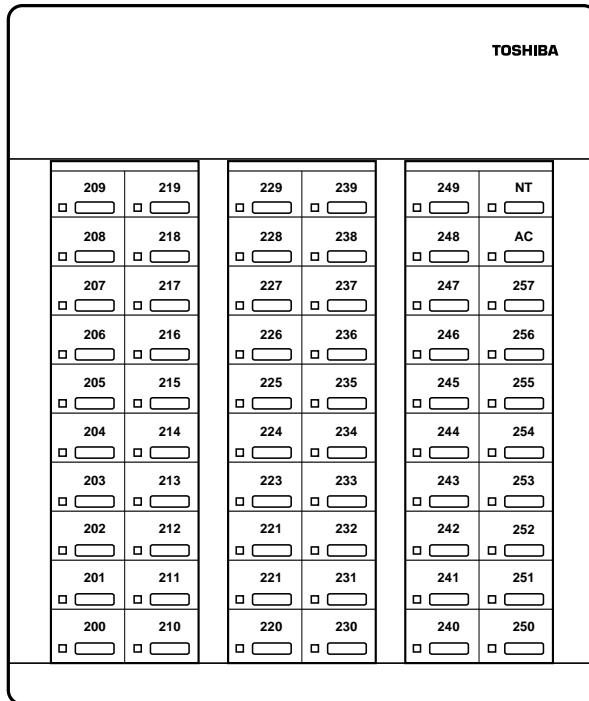 TOSHIBA
209 219 229 239 249 NT
208 218 228 238 248 AC
207 217 227 237 247 257
206 216 226 236 246 256
205 215 225 235 245 255
204 214 224 234 244 254
203 213 223 233 243 253
202 212 221 232 242 252
201 211 221 231 241 251
200 210 220 230 240 250